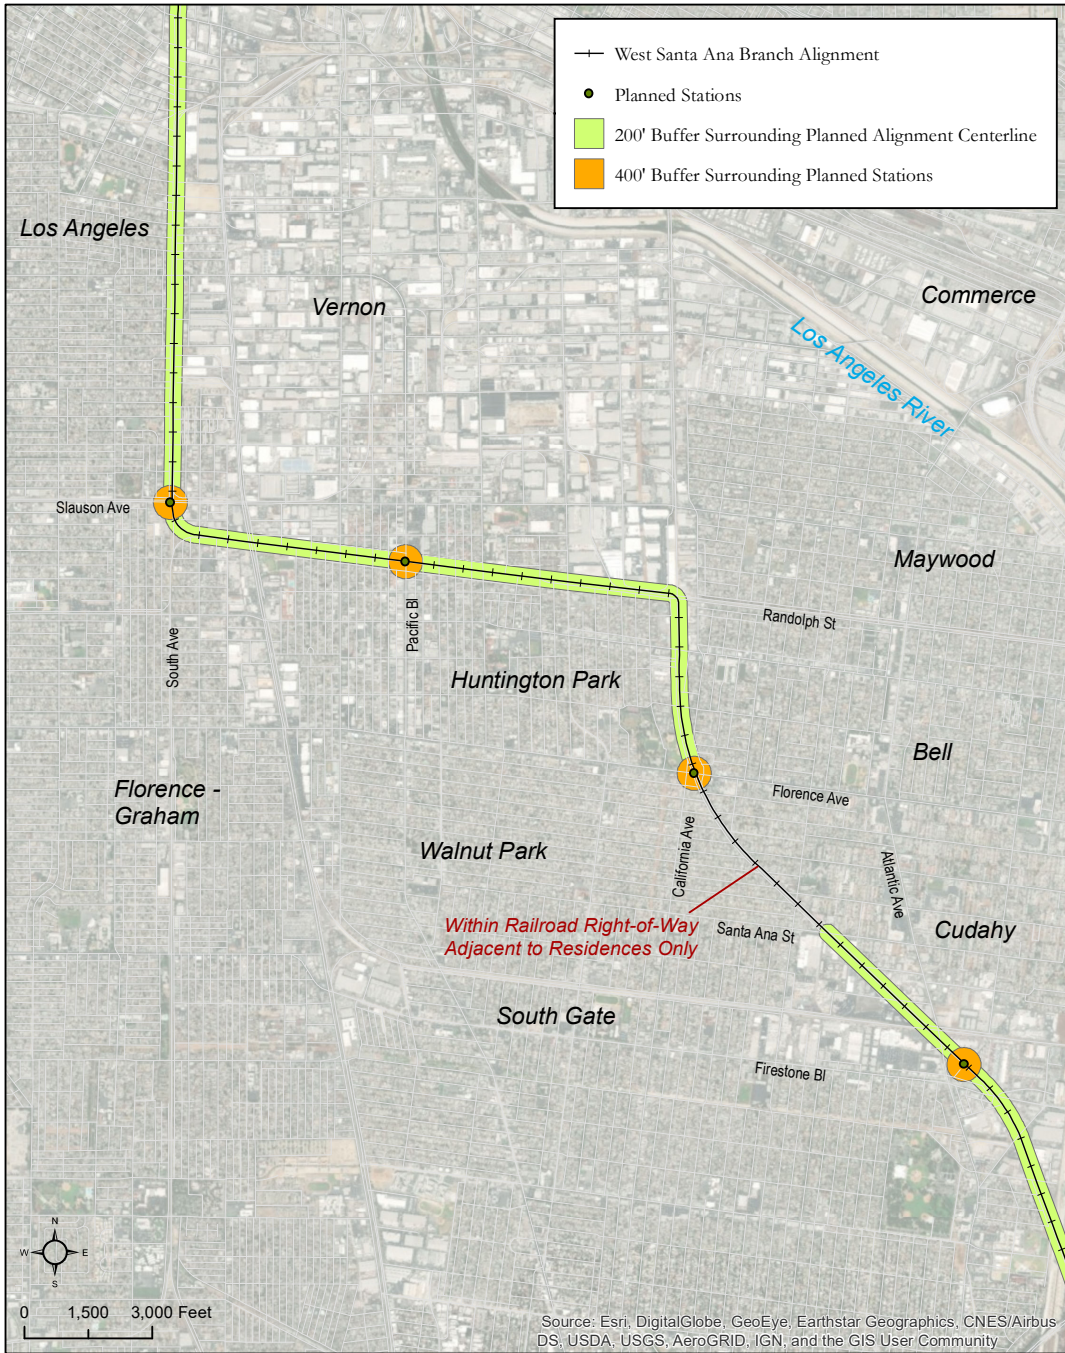 West Santa Ana Branch Alignment
Planned Stations
200' Buffer Surrounding Planned Alignment Centerline
400' Buffer Surrounding Planned Stations
Los Angeles
Vernon
Commerce
Los Angeles River
Slauson Ave
Maywood
Randolph St
Pacific Bl
South Ave
Huntington Park
Bell
Florence -
Graham
Florence Ave
Walnut Park
California Ave
Atlantic Ave
Within Railroad Right-of-Way
Adjacent to Residences Only
Santa Ana St
Cudahy
South Gate
Firestone Bl
N
W
E
S
0 1,500 3,000 Feet
Source: Esri, DigitalGlobe, GeoEye, Earthstar Geographics, CNES/Airbus
DS, USDA, USGS, AeroGRID, IGN, and the GIS User Community